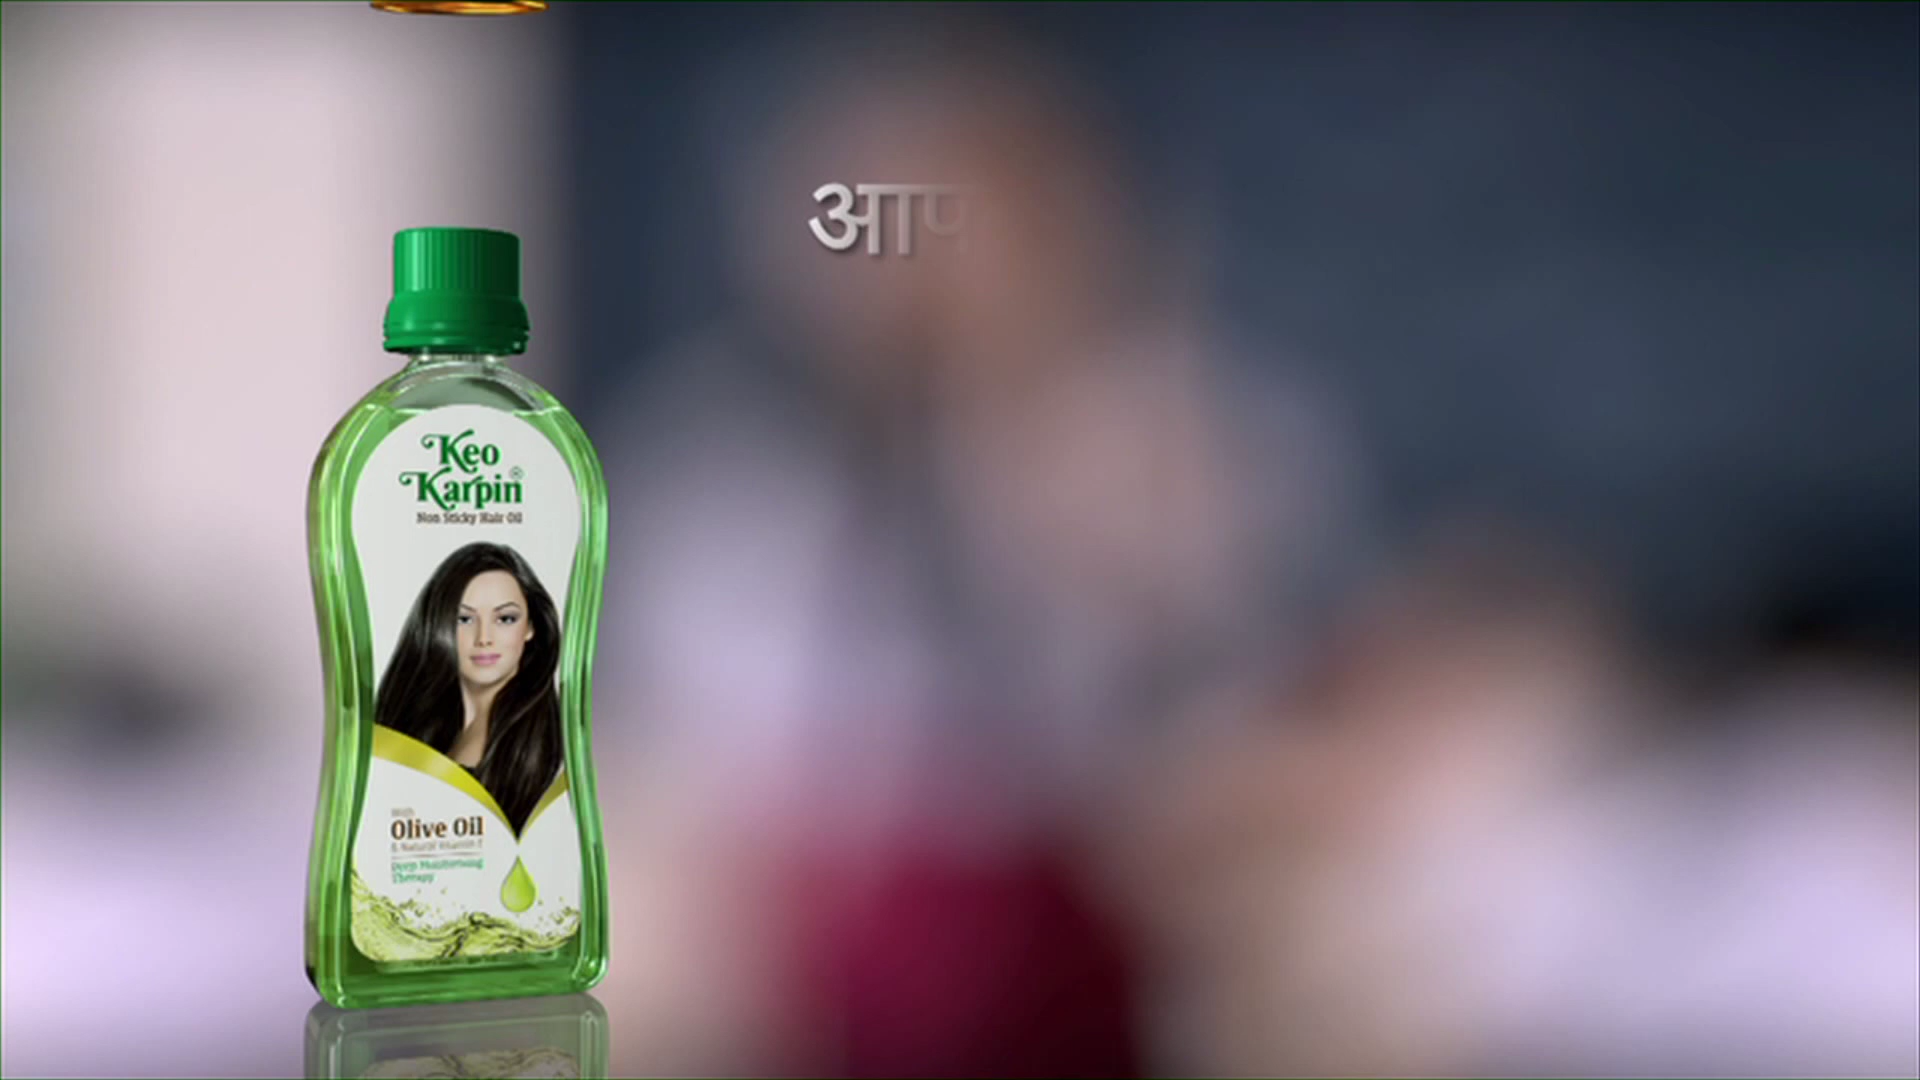 आप
Keo
Karpin®
Non Sticky Hair Oil
With
Olive Oil
& Natural Vitamin E
Deep Moisturising
Therapy